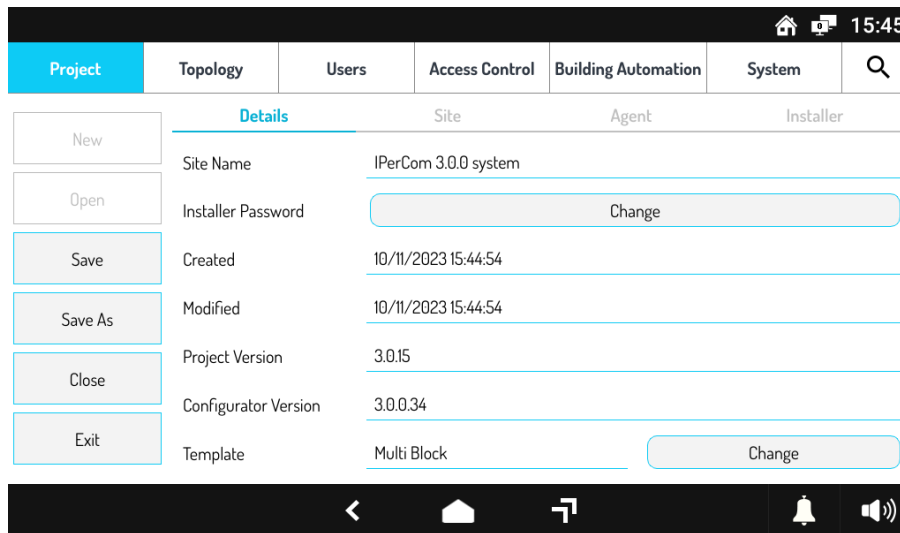 0 15:45
Project Topology Users Access Control Building Automation System
Details Site Agent Installer
New
Open
Save
Save As
Close
Exit
Site Name IPerCom 3.0.0 system
Installer Password Change
Created 10/11/2023 15:44:54
Modified 10/11/2023 15:44:54
Project Version 3.0.15
Configurator Version 3.0.0.34
Template Multi Block Change